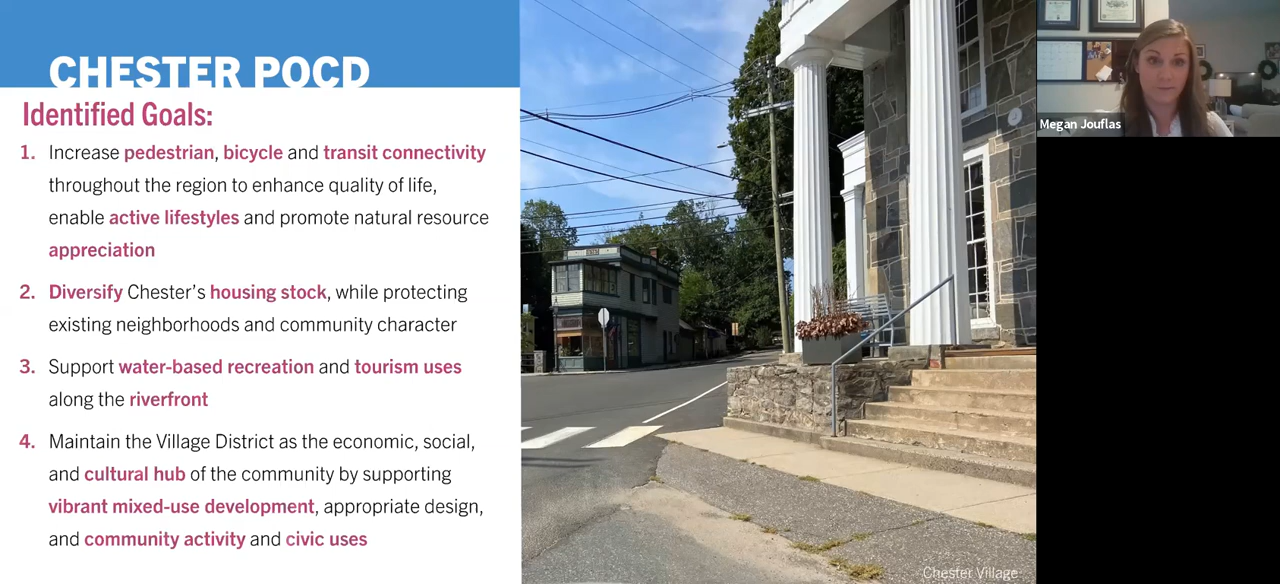 CHESTER POCD
Identified Goals:
1. Increase pedestrian, bicycle and transit connectivity
throughout the region to enhance quality of life,
enable active lifestyles and promote natural resource
appreciation
2. Diversify Chester's housing stock, while protecting
existing neighborhoods and community character
3. Support water-based recreation and tourism uses
along the riverfront
4. Maintain the Village District as the economic, social,
and cultural hub of the community by supporting
vibrant mixed-use development, appropriate design,
and community activity and civic uses
Chester Village
Megan Jouflas